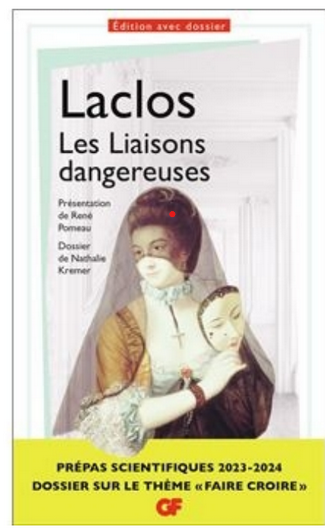 Édition avec dossier
Laclos
Les Liaisons
dangereuses
Présentation
de René
Pomeau
Dossier
de Nathalie
Kremer
PRÉPAS SCIENTIFIQUES 2023-2024
DOSSIER SUR LE THÈME « FAIRE CROIRE »
GF